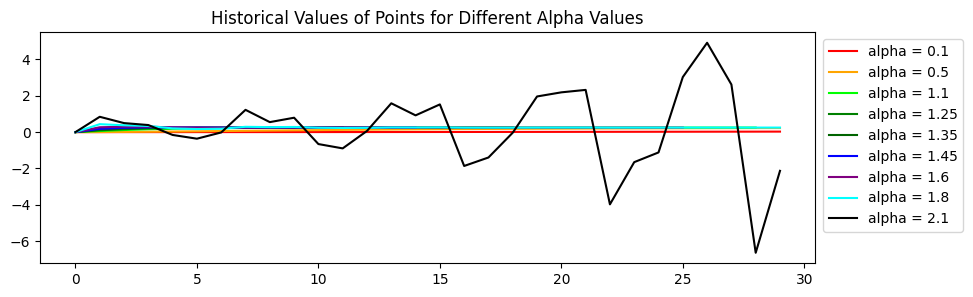 Historical Values of Points for Different Alpha Values
4
2
0
−2
−4
−6
0
5
10
15
20
25
30
alpha = 0.1
alpha = 0.5
alpha = 1.1
alpha = 1.25
alpha = 1.35
alpha = 1.45
alpha = 1.6
alpha = 1.8
alpha = 2.1